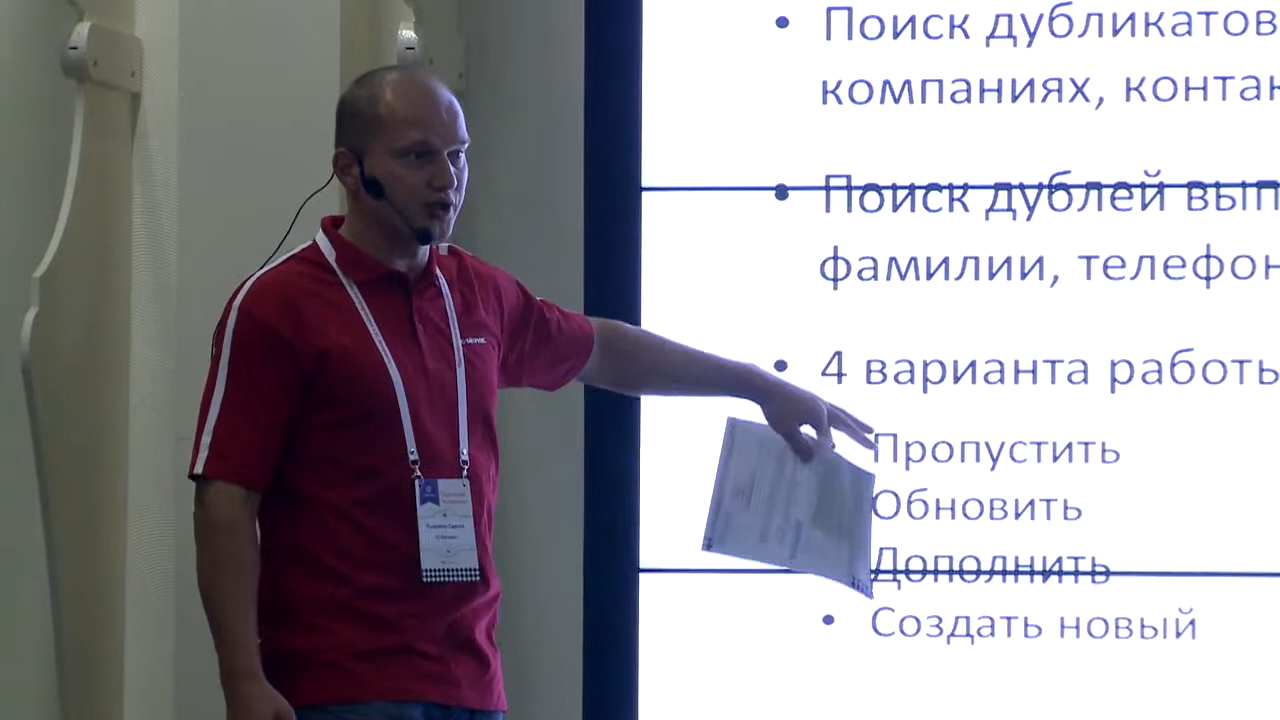 Поиск дубликатов
компаниях, контак
Поиск дублей вып
фамилии, телефон
4 варианта работы
Пропустить
Обновить
Дополнить
Создать новый